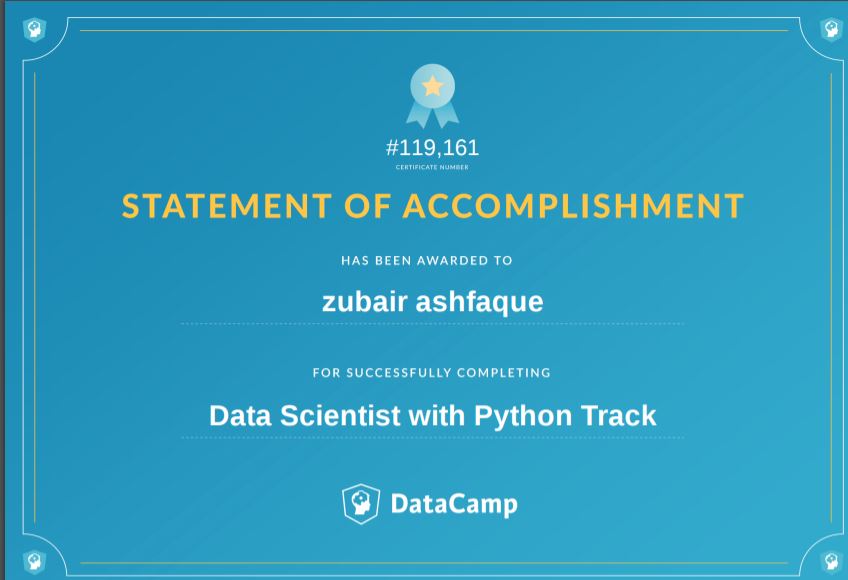 #119,161
CERTIFICATE NUMBER
STATEMENT OF ACCOMPLISHMENT
HAS BEEN AWARDED TO
zubair ashfaque
FOR SUCCESSFULLY COMPLETING
Data Scientist with Python Track
DataCamp